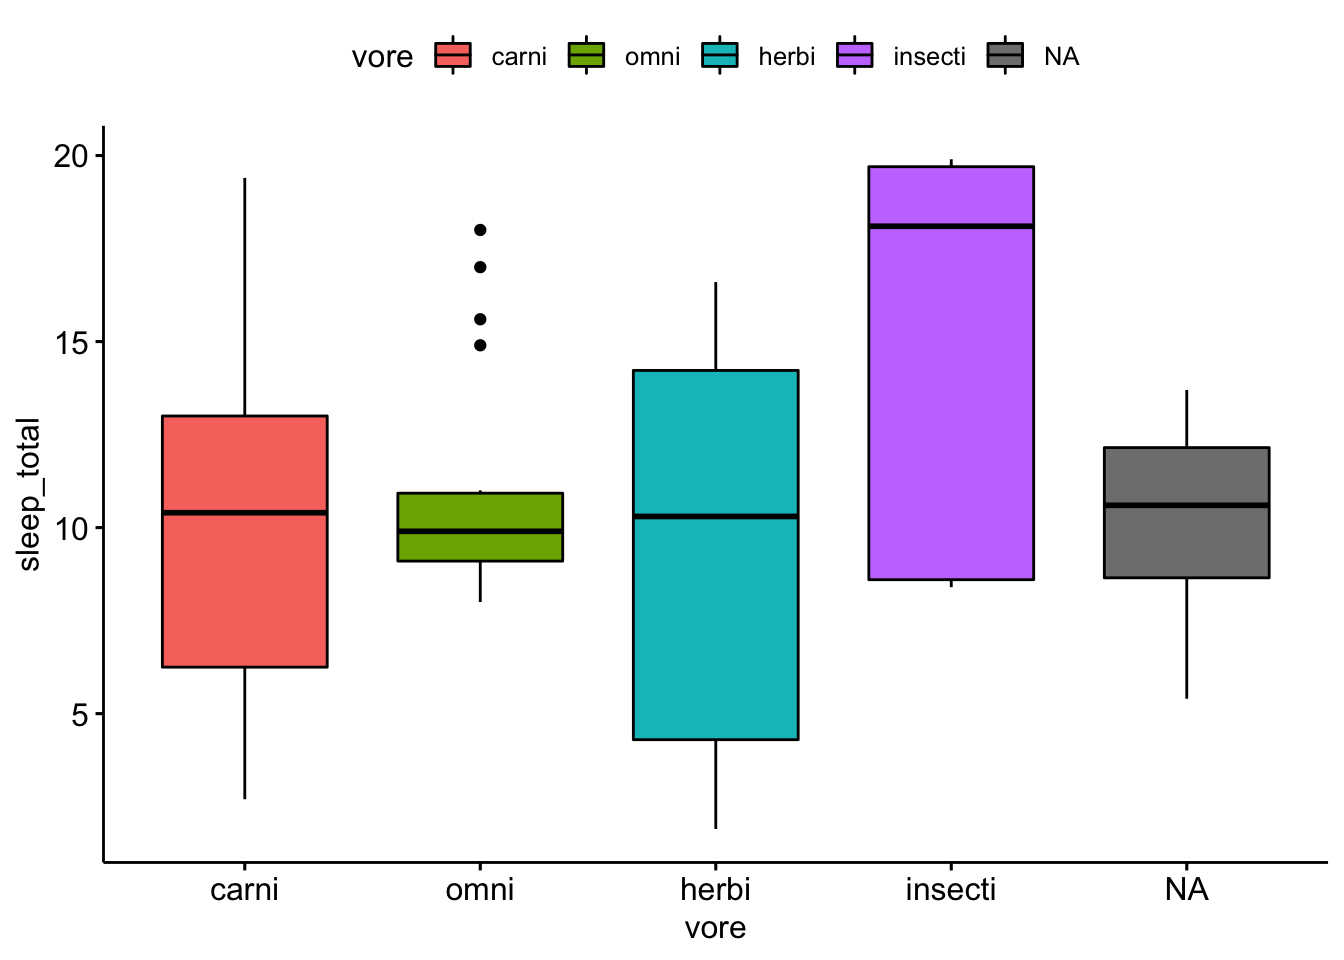 vore carni omni herbi insecti NA
20
15
10
5
sleep_total
carni omni herbi insecti NA
vore